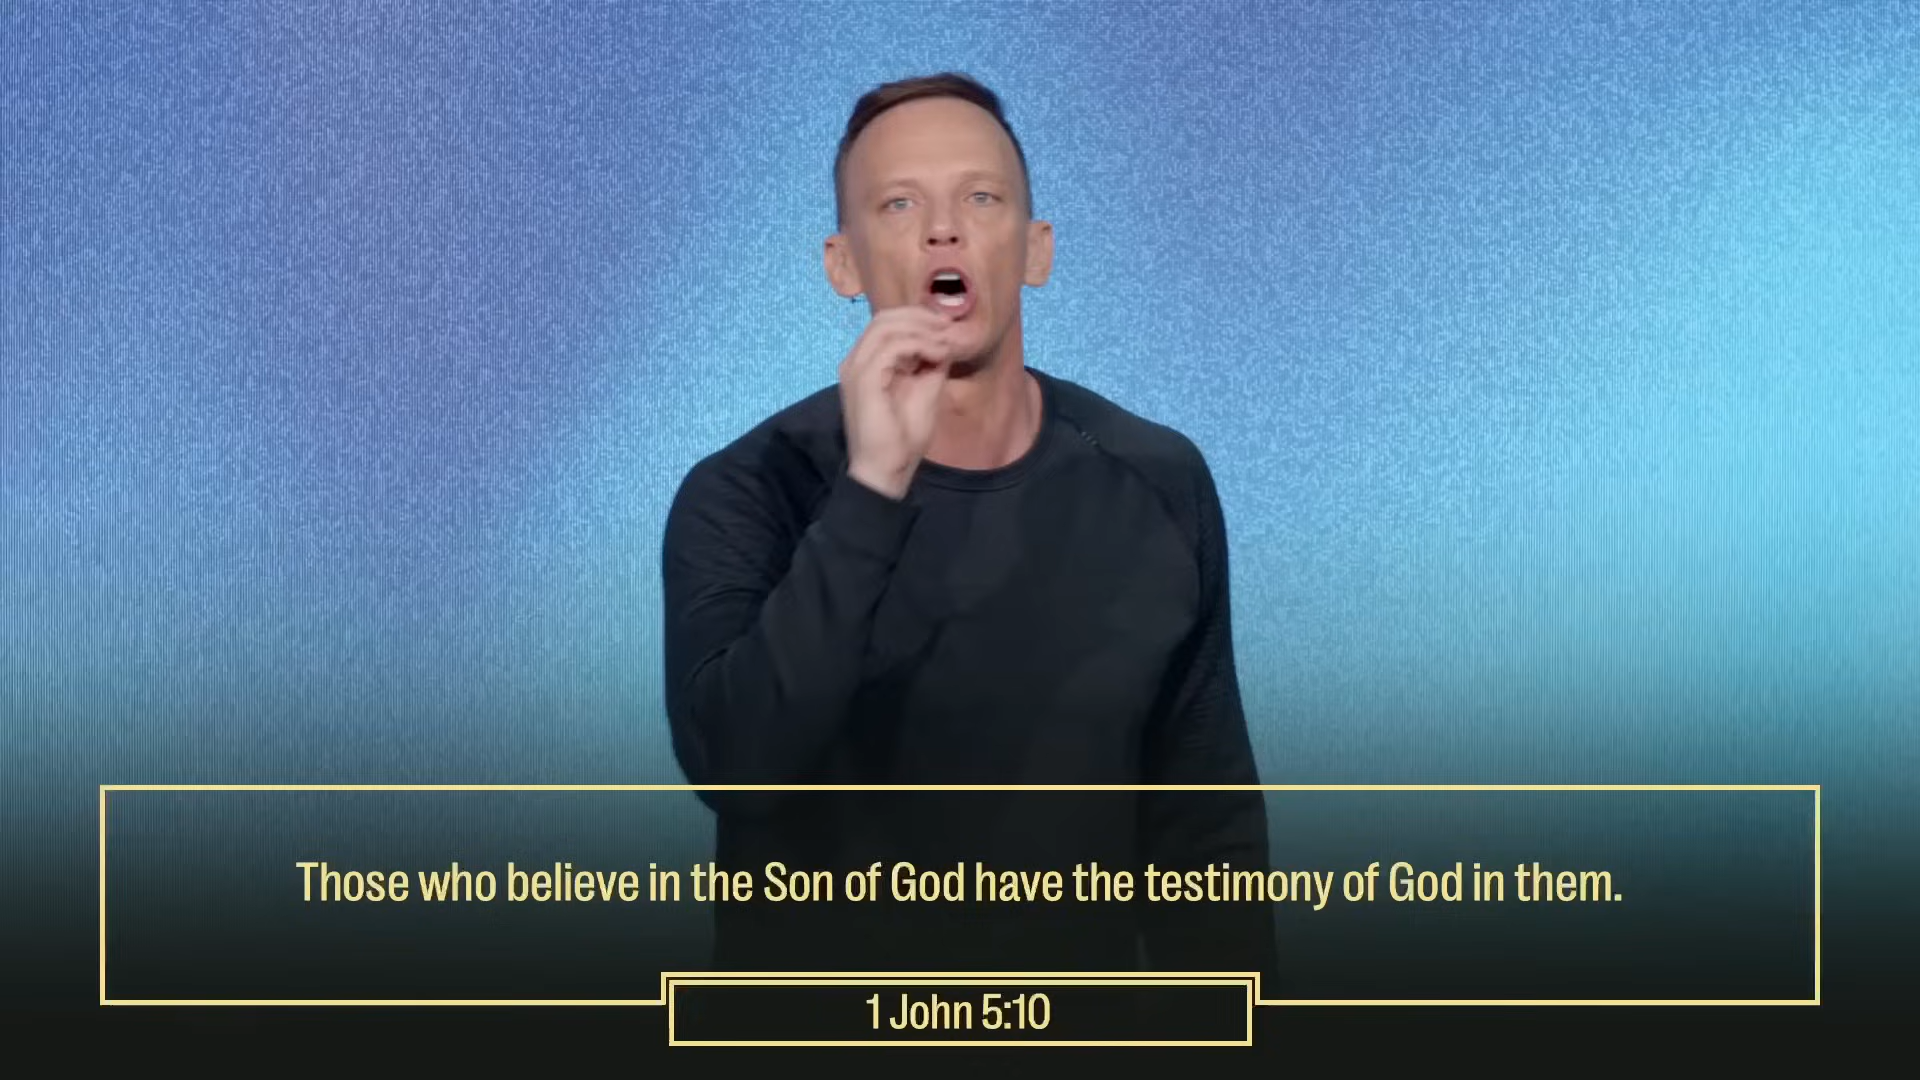 Those who believe in the Son of God have the testimony of God in them.
1 John 5:10